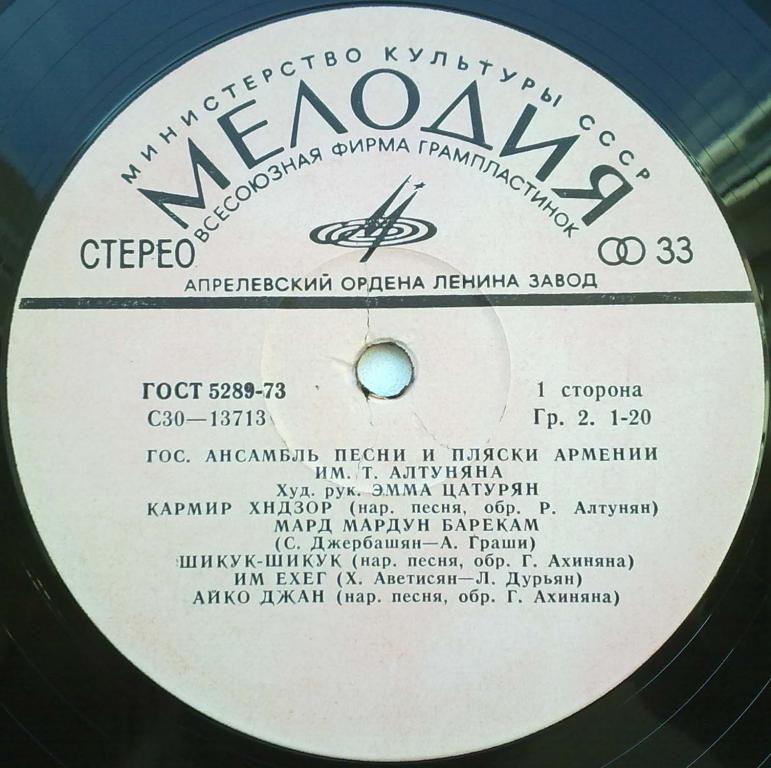 МИНИСТЕРСТВО КУЛЬТУРЫ СССР
МЕЛОДИЯ
ВСЕСОЮЗНАЯ ФИРМА ГРАМПЛАСТИНОК
СТЕРЕО 33
АПРЕЛЕВСКИЙ ОРДЕНА ЛЕНИНА ЗАВОД
ГОСТ 5289-73 1 сторона
С30—13713 Гр. 2. 1-20
ГОС. АНСАМБЛЬ ПЕСНИ И ПЛЯСКИ АРМЕНИИ
ИМ. Т. АЛТУНЯНА
Худ. рук. ЭММА ЦАТУРЯН
КАРМИР ХНДЗОР (нар. песня, обр. Р. Алтунян)
МАРД МАРДУН БАРЕКАМ
(С. Джербашян—А. Граши)
ШИКУК-ШИКУК (нар. песня, обр. Г. Ахиняна)
ИМ ЕХЕГ (Х. Аветисян—Л. Дурьян)
АЙКО ДЖАН (нар. песня, обр. Г. Ахиняна)